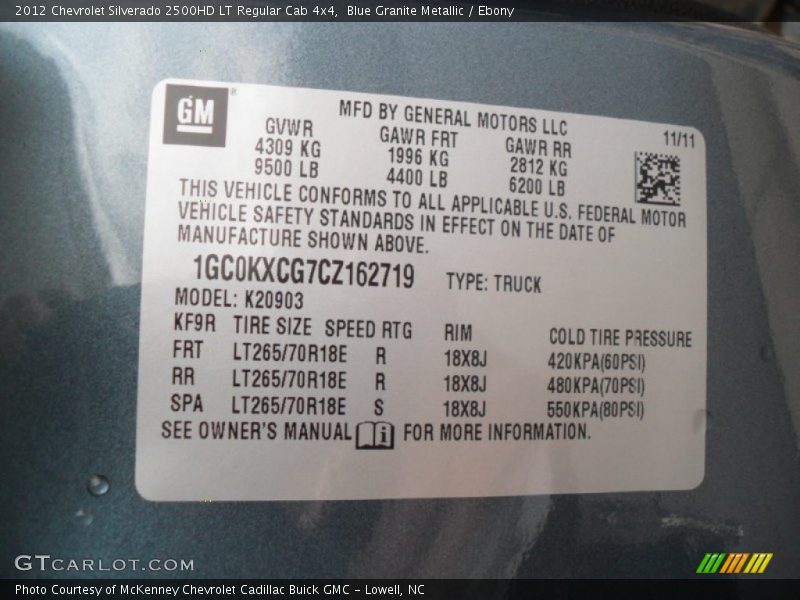 2012 Chevrolet Silverado 2500HD LT Regular Cab 4x4, Blue Granite Metallic / Ebony
GM®
MFD BY GENERAL MOTORS LLC
11/11
GVWR GAWR FRT GAWR RR
4309 KG 1996 KG 2812 KG
9500 LB 4400 LB 6200 LB
THIS VEHICLE CONFORMS TO ALL APPLICABLE U.S. FEDERAL MOTOR
VEHICLE SAFETY STANDARDS IN EFFECT ON THE DATE OF
MANUFACTURE SHOWN ABOVE.
1GC0KXCG7CZ162719 TYPE: TRUCK
MODEL: K20903
KF9R TIRE SIZE SPEED RTG RIM COLD TIRE PRESSURE
FRT LT265/70R18E R 18X8J 420KPA(60PSI)
RR LT265/70R18E R 18X8J 480KPA(70PSI)
SPA LT265/70R18E S 18X8J 550KPA(80PSI)
SEE OWNER'S MANUAL i FOR MORE INFORMATION.
GTCARLOT.COM
Photo Courtesy of McKenney Chevrolet Cadillac Buick GMC - Lowell, NC